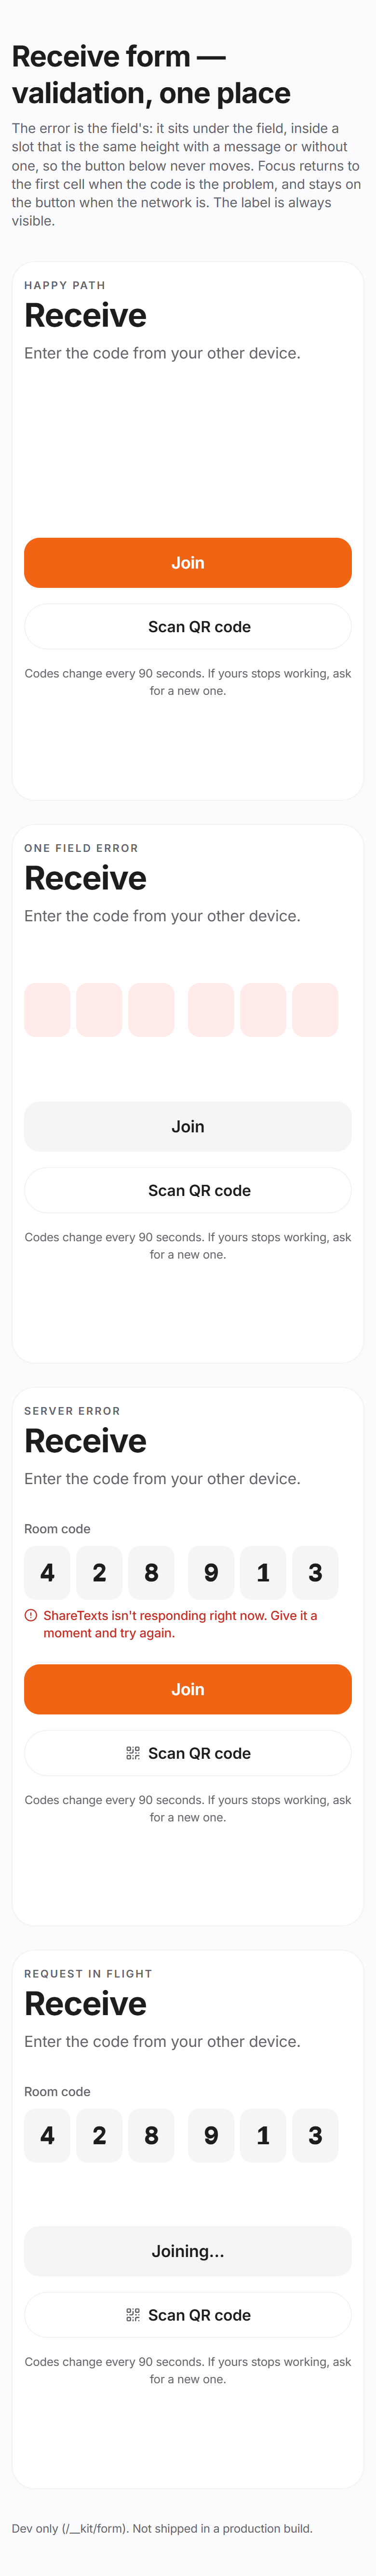 Receive form —
validation, one place
The error is the field's: it sits under the field, inside a
slot that is the same height with a message or without
one, so the button below never moves. Focus returns to
the first cell when the code is the problem, and stays on
the button when the network is. The label is always
visible.
HAPPY PATH
Receive
Enter the code from your other device.
Join
Scan QR code
Codes change every 90 seconds. If yours stops working, ask
for a new one.
ONE FIELD ERROR
Receive
Enter the code from your other device.
Join
Scan QR code
Codes change every 90 seconds. If yours stops working, ask
for a new one.
SERVER ERROR
Receive
Enter the code from your other device.
Room code
4 2 8 9 1 3
ShareTexts isn't responding right now. Give it a
moment and try again.
Join
Scan QR code
Codes change every 90 seconds. If yours stops working, ask
for a new one.
REQUEST IN FLIGHT
Receive
Enter the code from your other device.
Room code
4 2 8 9 1 3
Joining...
Scan QR code
Codes change every 90 seconds. If yours stops working, ask
for a new one.
Dev only (/__kit/form). Not shipped in a production build.